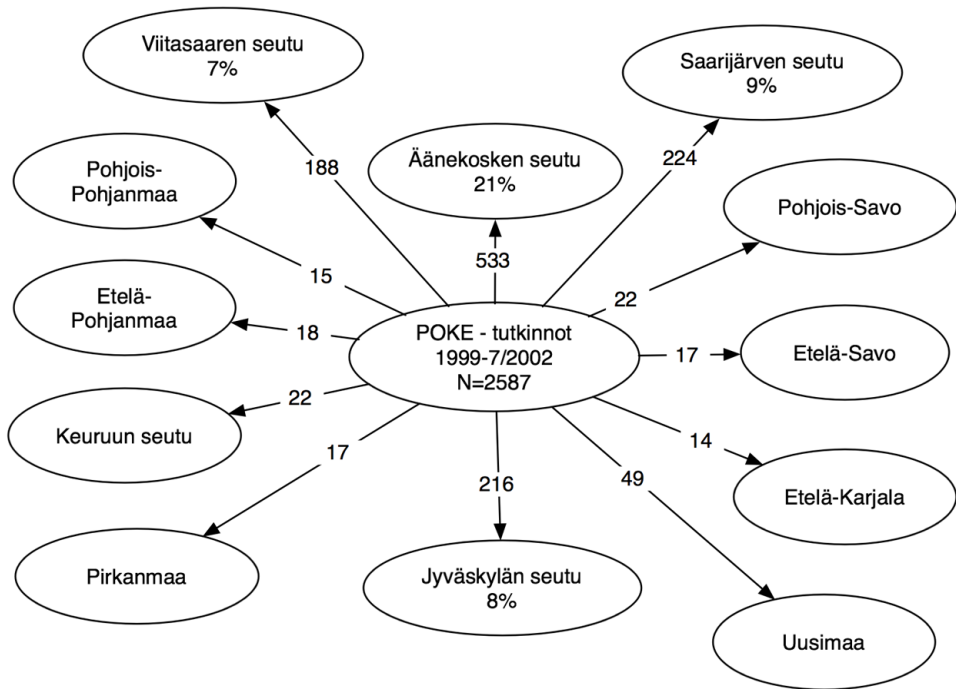 Viitasaaren seutu
7%
Saarijärven seutu
9%
Äänekosken seutu
21%
188
224
Pohjois-
Pohjanmaa
Pohjois-Savo
533
15
22
Etelä-
Pohjanmaa
18
POKE - tutkinnot
1999-7/2002
N=2587
17
Etelä-Savo
22
Keuruun seutu
17
14
216
49
Etelä-Karjala
Pirkanmaa
Jyväskylän seutu
8%
Uusimaa